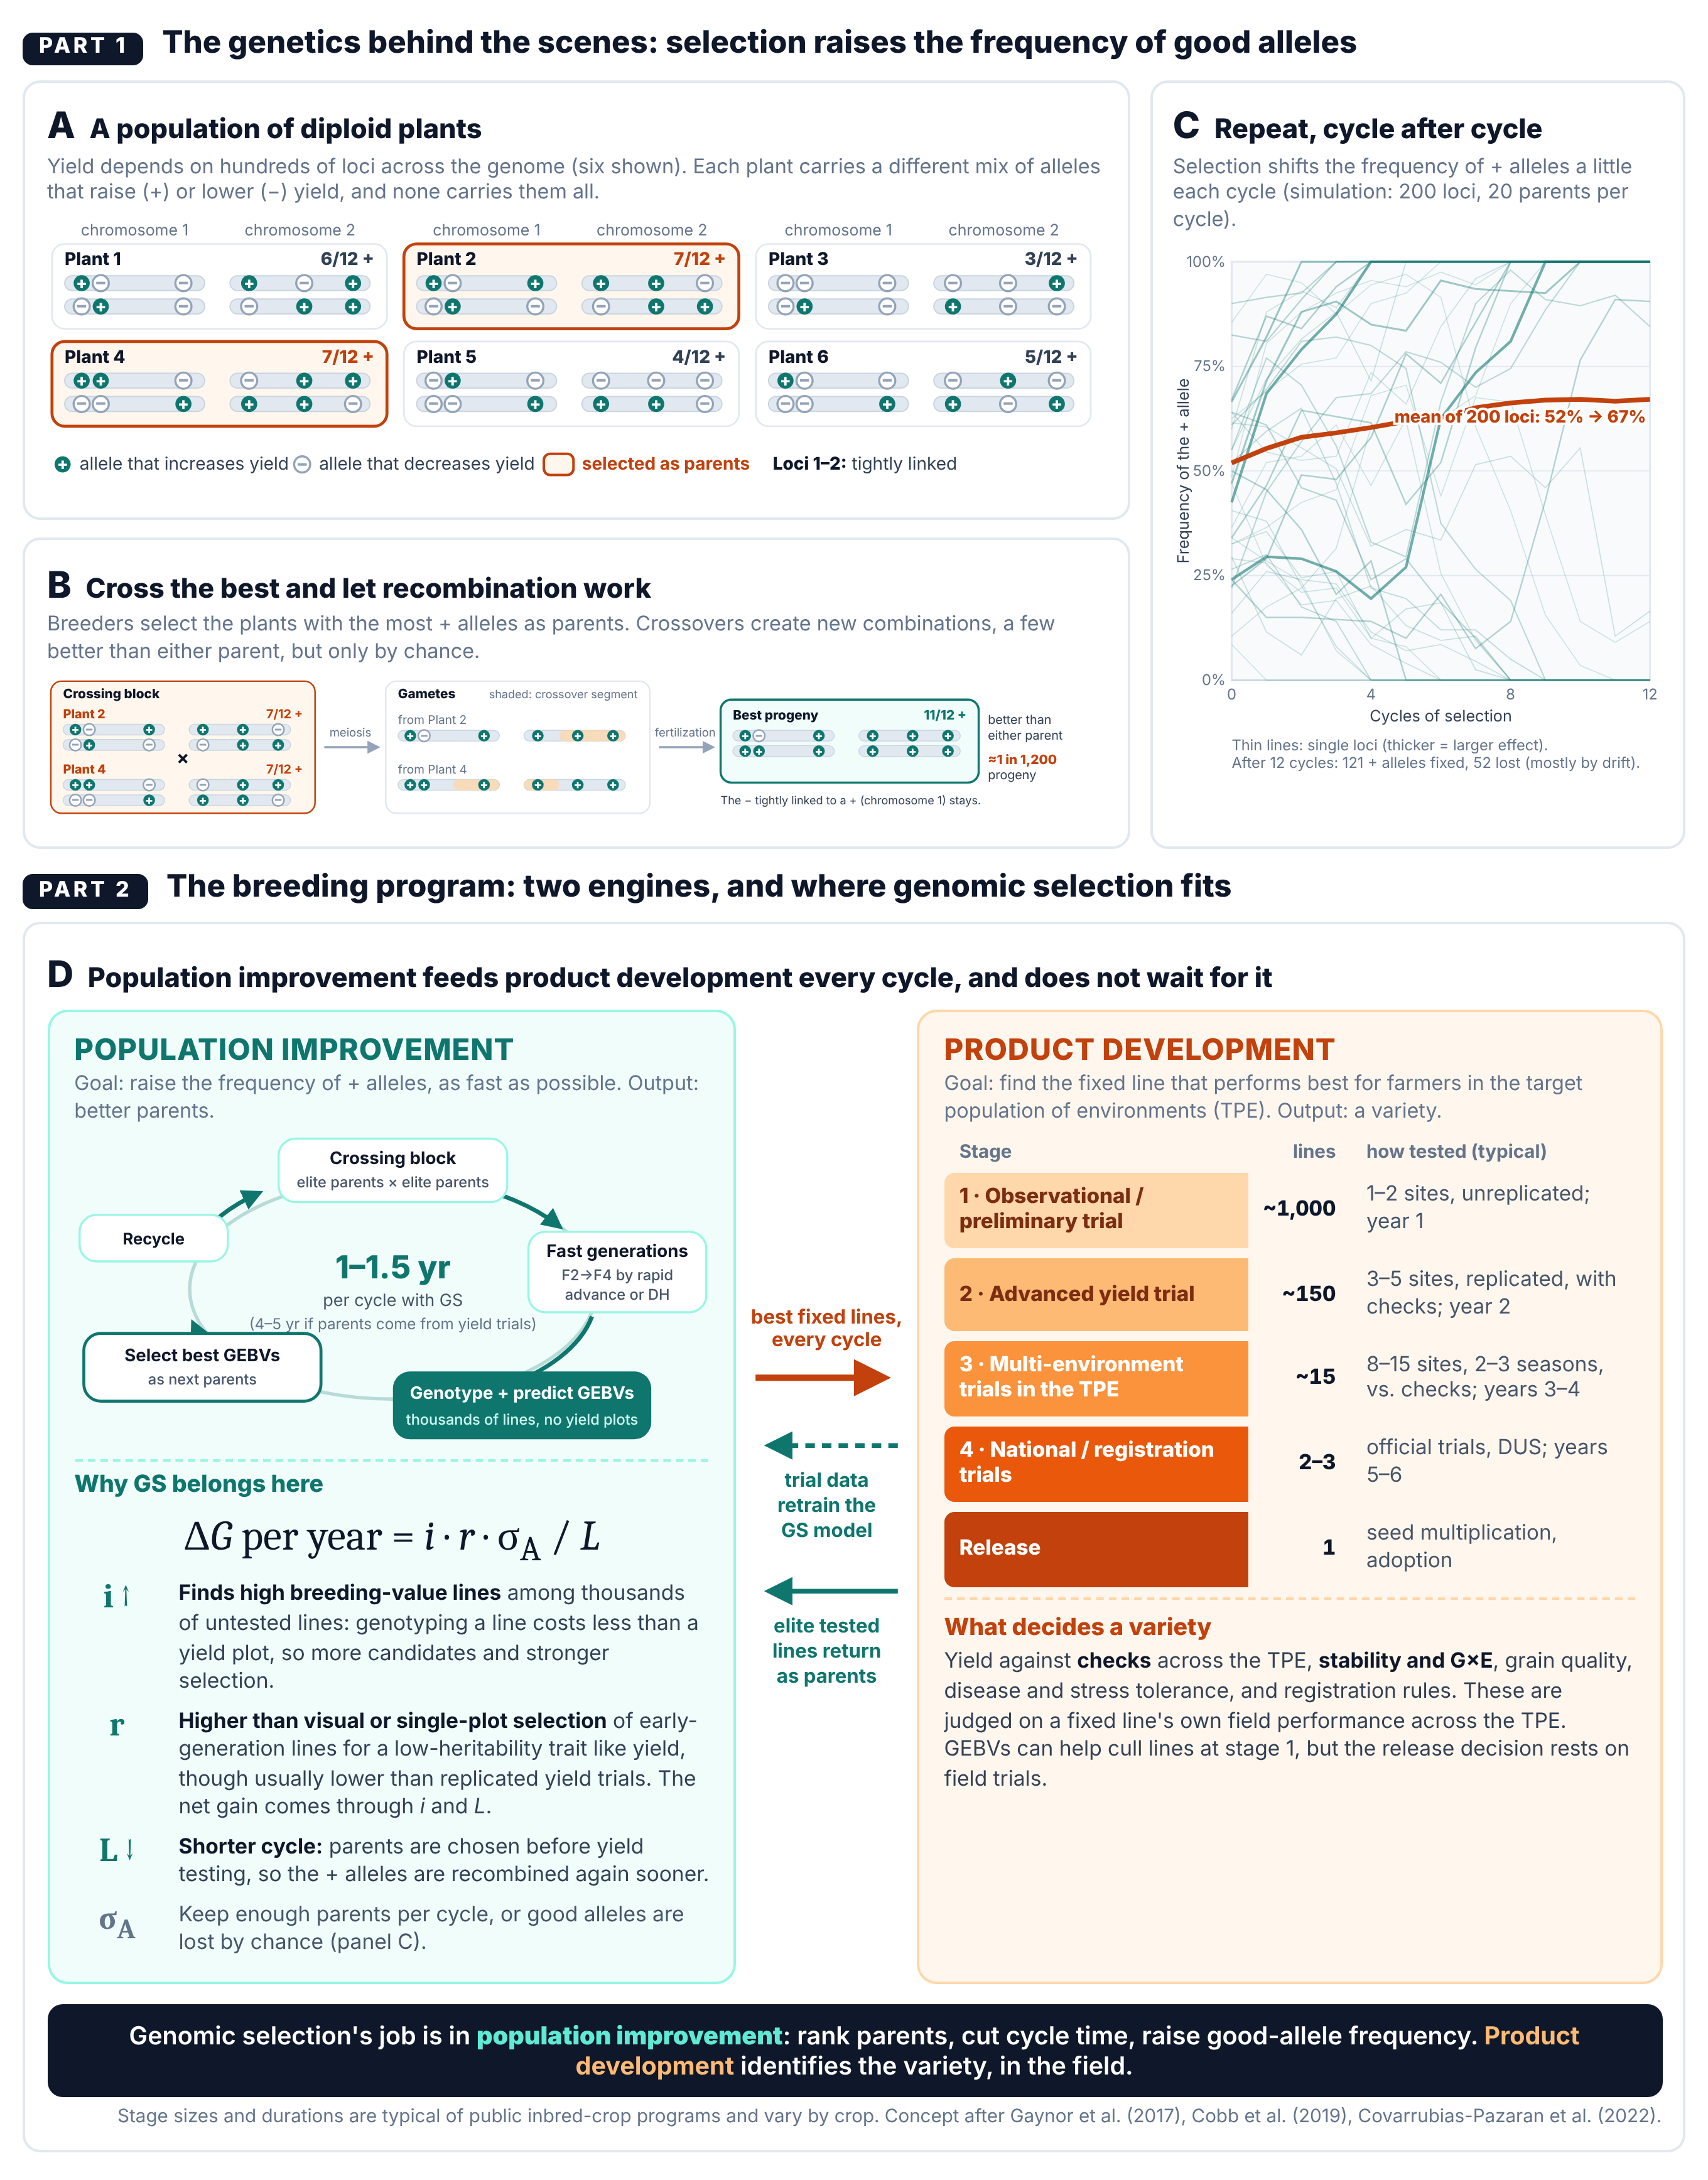 PART 1
The genetics behind the scenes: selection raises the frequency of good alleles
A A population of diploid plants
Yield depends on hundreds of loci across the genome (six shown). Each plant carries a different mix of alleles
that raise (+) or lower (−) yield, and none carries them all.
chromosome 1 chromosome 2 chromosome 1 chromosome 2 chromosome 1 chromosome 2
Plant 1 6/12 +
Plant 2 7/12 +
Plant 3 3/12 +
Plant 4 7/12 +
Plant 5 4/12 +
Plant 6 5/12 +
allele that increases yield allele that decreases yield selected as parents Loci 1–2: tightly linked
B Cross the best and let recombination work
Breeders select the plants with the most + alleles as parents. Crossovers create new combinations, a few
better than either parent, but only by chance.
Crossing block
Plant 2 7/12 +
×
Plant 4 7/12 +
meiosis
Gametes shaded: crossover segment
from Plant 2
from Plant 4
fertilization
Best progeny 11/12 +
better than
either parent
≈1 in 1,200
progeny
The − tightly linked to a + (chromosome 1) stays.
C Repeat, cycle after cycle
Selection shifts the frequency of + alleles a little
each cycle (simulation: 200 loci, 20 parents per
cycle).
Frequency of the + allele
100%
75%
50%
25%
0%
mean of 200 loci: 52% → 67%
0 4 8 12
Cycles of selection
Thin lines: single loci (thicker = larger effect).
After 12 cycles: 121 + alleles fixed, 52 lost (mostly by drift).
PART 2
The breeding program: two engines, and where genomic selection fits
D Population improvement feeds product development every cycle, and does not wait for it
POPULATION IMPROVEMENT
Goal: raise the frequency of + alleles, as fast as possible. Output:
better parents.
Crossing block
elite parents × elite parents
Recycle
Fast generations
F2→F4 by rapid
advance or DH
1–1.5 yr
per cycle with GS
(4–5 yr if parents come from yield trials)
Select best GEBVs
as next parents
Genotype + predict GEBVs
thousands of lines, no yield plots
Why GS belongs here
ΔG per year = i · r · σA / L
i ↑
Finds high breeding-value lines among thousands
of untested lines: genotyping a line costs less than a
yield plot, so more candidates and stronger
selection.
r
Higher than visual or single-plot selection of early-
generation lines for a low-heritability trait like yield,
though usually lower than replicated yield trials. The
net gain comes through i and L.
L ↓
Shorter cycle: parents are chosen before yield
testing, so the + alleles are recombined again sooner.
σA
Keep enough parents per cycle, or good alleles are
lost by chance (panel C).
best fixed lines,
every cycle
trial data
retrain the
GS model
elite tested
lines return
as parents
PRODUCT DEVELOPMENT
Goal: find the fixed line that performs best for farmers in the target
population of environments (TPE). Output: a variety.
Stage lines how tested (typical)
1 · Observational /
preliminary trial
~1,000
1–2 sites, unreplicated;
year 1
2 · Advanced yield trial
~150
3–5 sites, replicated, with
checks; year 2
3 · Multi-environment
trials in the TPE
~15
8–15 sites, 2–3 seasons,
vs. checks; years 3–4
4 · National / registration
trials
2–3
official trials, DUS; years
5–6
Release
1
seed multiplication,
adoption
What decides a variety
Yield against checks across the TPE, stability and G×E, grain quality,
disease and stress tolerance, and registration rules. These are
judged on a fixed line's own field performance across the TPE.
GEBVs can help cull lines at stage 1, but the release decision rests on
field trials.
Genomic selection's job is in population improvement: rank parents, cut cycle time, raise good-allele frequency. Product
development identifies the variety, in the field.
Stage sizes and durations are typical of public inbred-crop programs and vary by crop. Concept after Gaynor et al. (2017), Cobb et al. (2019), Covarrubias-Pazaran et al. (2022).